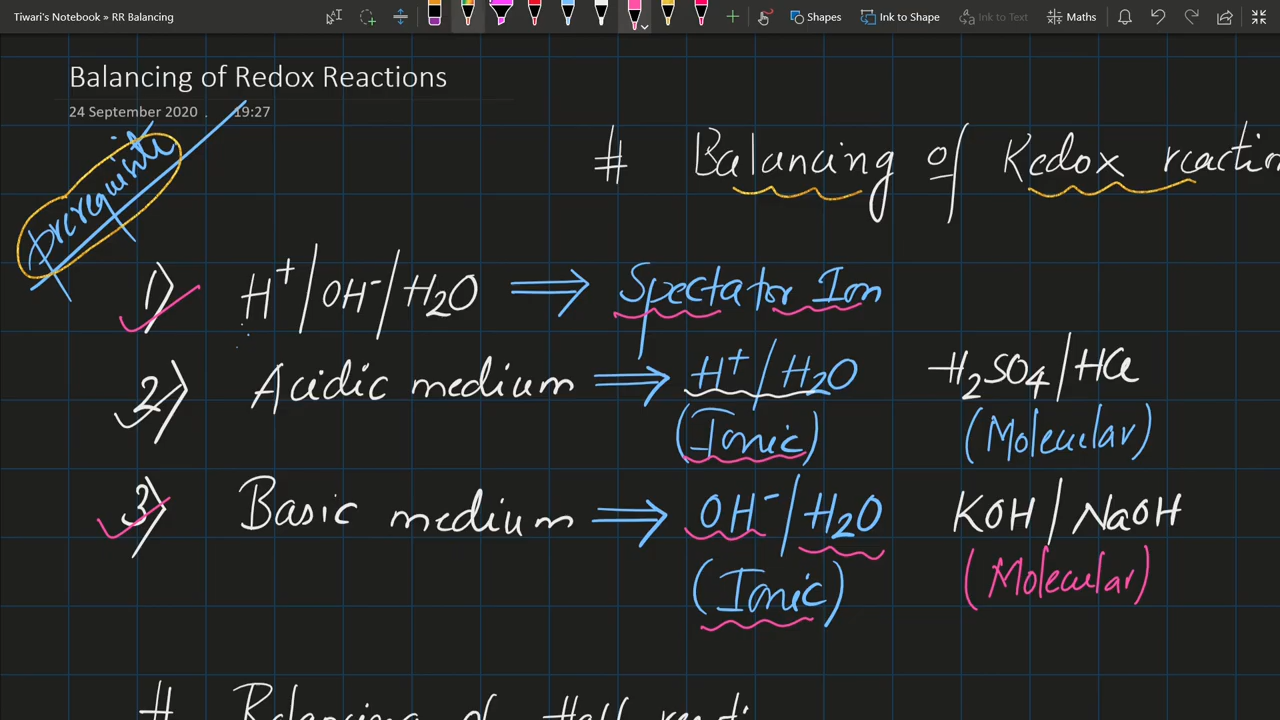 Tiwari's Notebook » RR Balancing
Shapes Ink to Shape Ink to Text Maths
Balancing of Redox Reactions
24 September 2020 19:27
prerequisite
# Balancing of Redox reaction
1) H⁺/OH⁻/H₂O ⇒ Spectator Ion
2) Acidic medium ⇒ H⁺/H₂O H₂SO₄/HCl
(Ionic) (Molecular)
3) Basic medium ⇒ OH⁻/H₂O KOH/NaOH
(Ionic) (Molecular)
# Balancing of Half